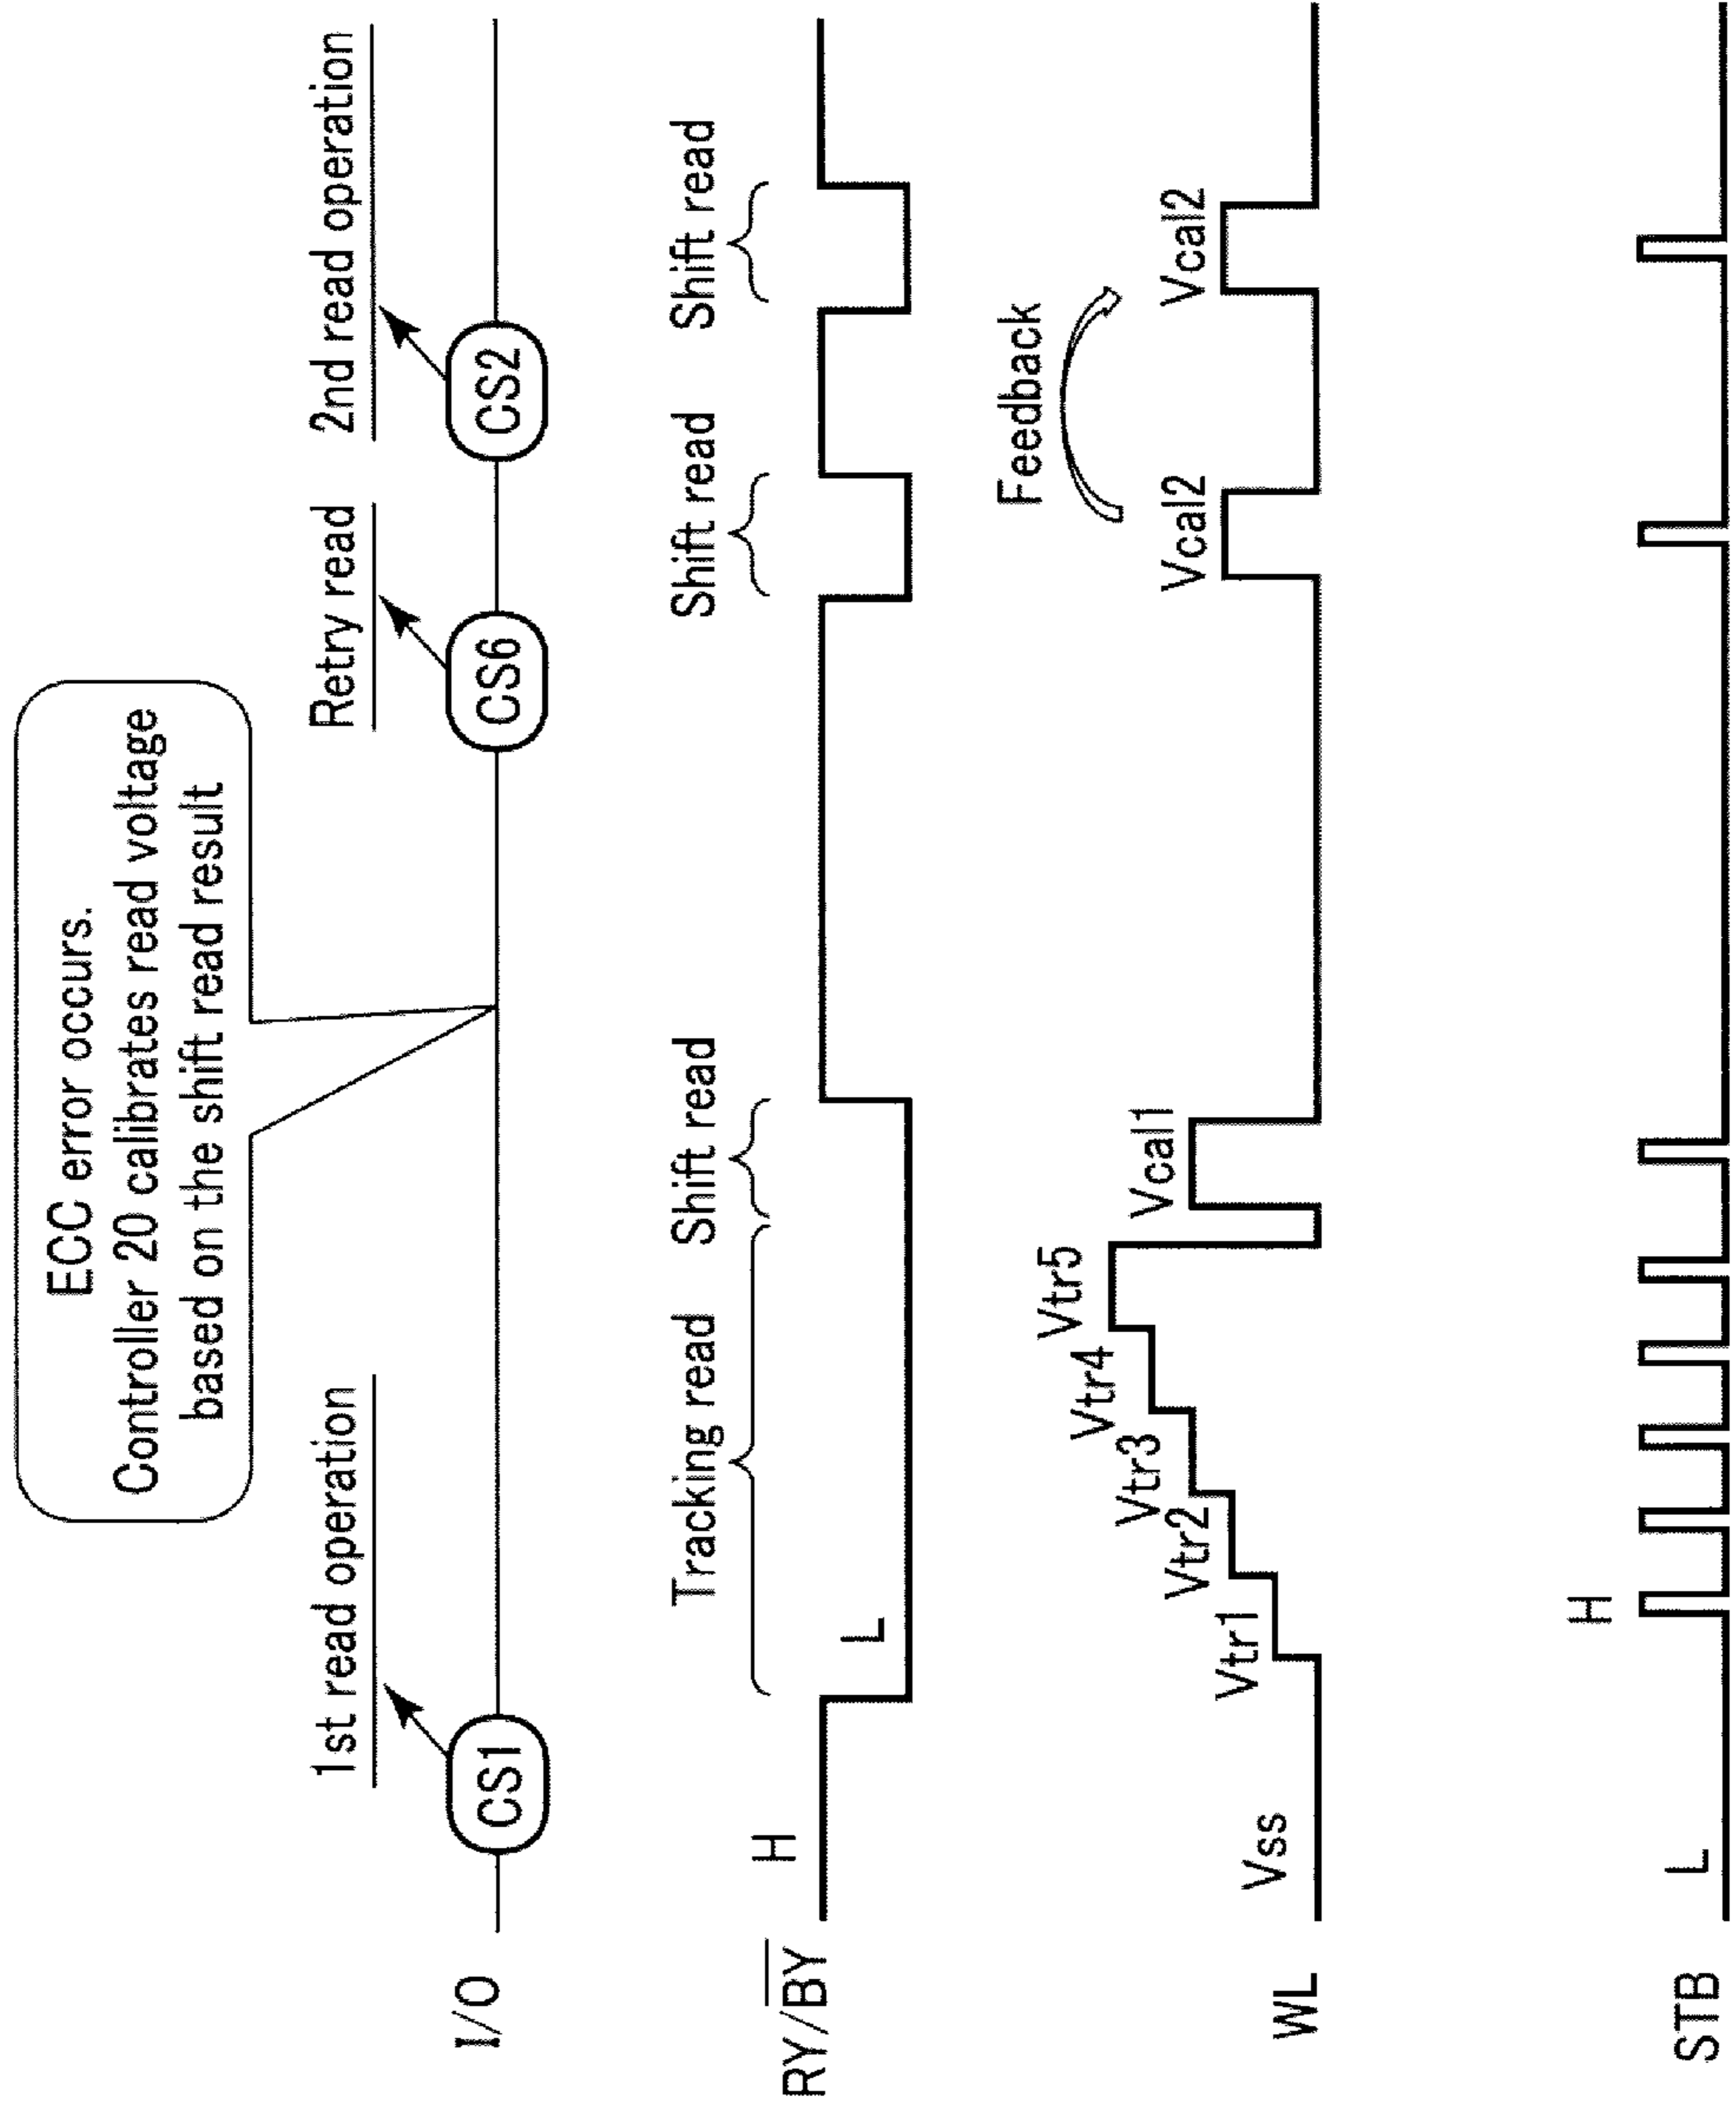 ECC error occurs.
Controller 20 calibrates read voltage
based on the shift read result
1st read operation
Retry read
2nd read operation
I/O
CS1
CS6
CS2
Tracking read
Shift read
Shift read
Shift read
RY/BY
H
L
Feedback
WL
Vss
Vtr1
Vtr2
Vtr3
Vtr4
Vtr5
Vcal1
Vcal2
Vcal2
STB
L
H